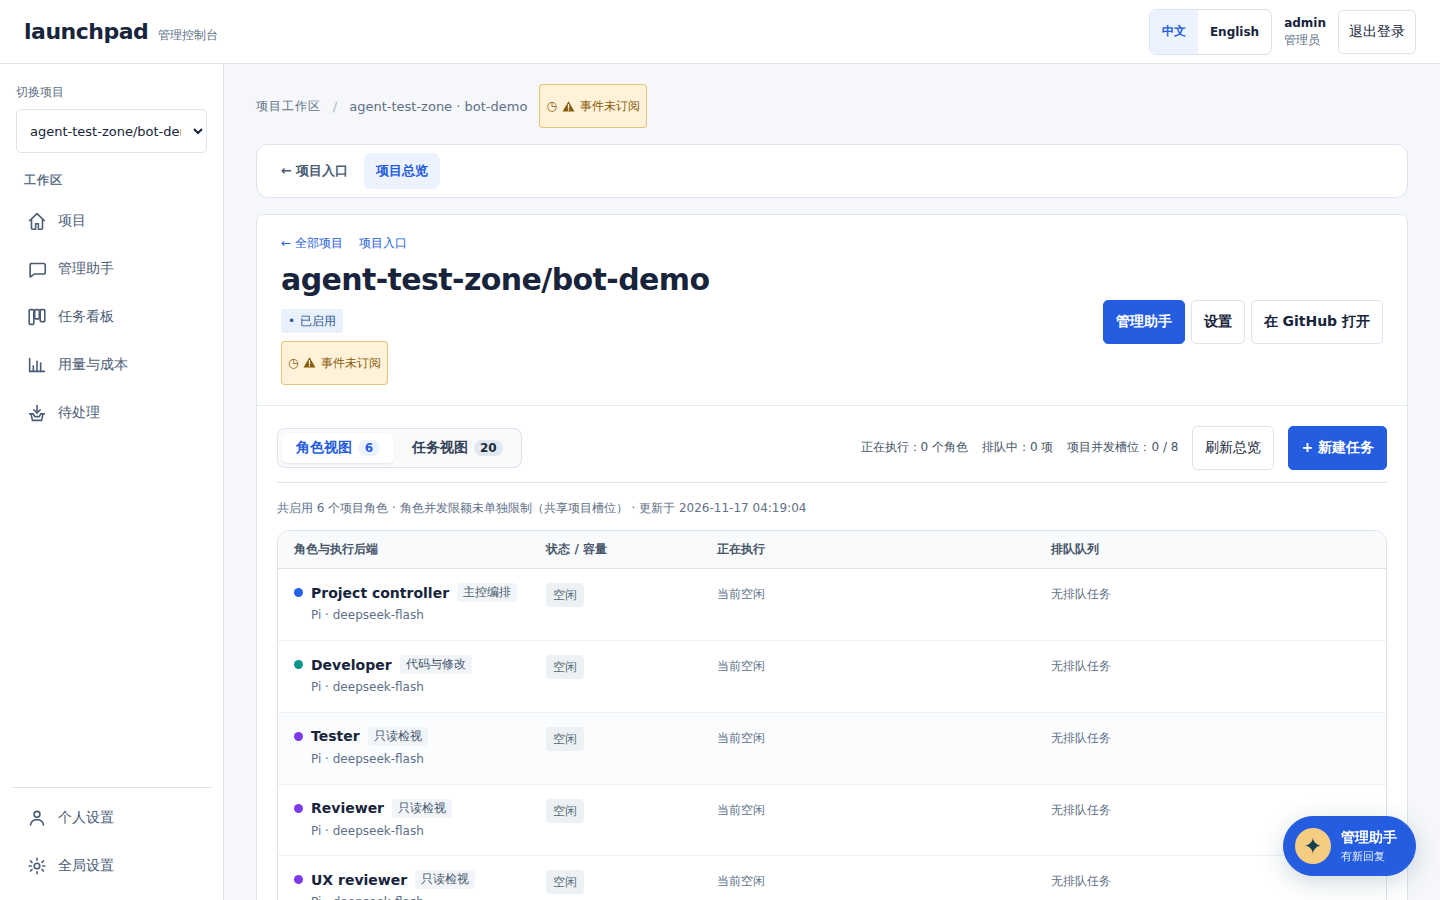 launchpad 管理控制台
中文 English admin 管理员 退出登录
切换项目
agent-test-zone/bot-de
工作区
项目
管理助手
任务看板
用量与成本
待处理
个人设置
全局设置
项目工作区 / agent-test-zone · bot-demo 事件未订阅
← 项目入口 项目总览
← 全部项目 项目入口
agent-test-zone/bot-demo
• 已启用
事件未订阅
管理助手 设置 在 GitHub 打开
角色视图 6 任务视图 20
正在执行：0 个角色 排队中：0 项 项目并发槽位：0 / 8 刷新总览 + 新建任务
共启用 6 个项目角色 · 角色并发限额未单独限制（共享项目槽位） · 更新于 2026-11-17 04:19:04
角色与执行后端 状态 / 容量 正在执行 排队队列
Project controller 主控编排 空闲 当前空闲 无排队任务
Pi · deepseek-flash
Developer 代码与修改 空闲 当前空闲 无排队任务
Pi · deepseek-flash
Tester 只读检视 空闲 当前空闲 无排队任务
Pi · deepseek-flash
Reviewer 只读检视 空闲 当前空闲 无排队任务
Pi · deepseek-flash
UX reviewer 只读检视 空闲 当前空闲 无排队任务
管理助手
有新回复